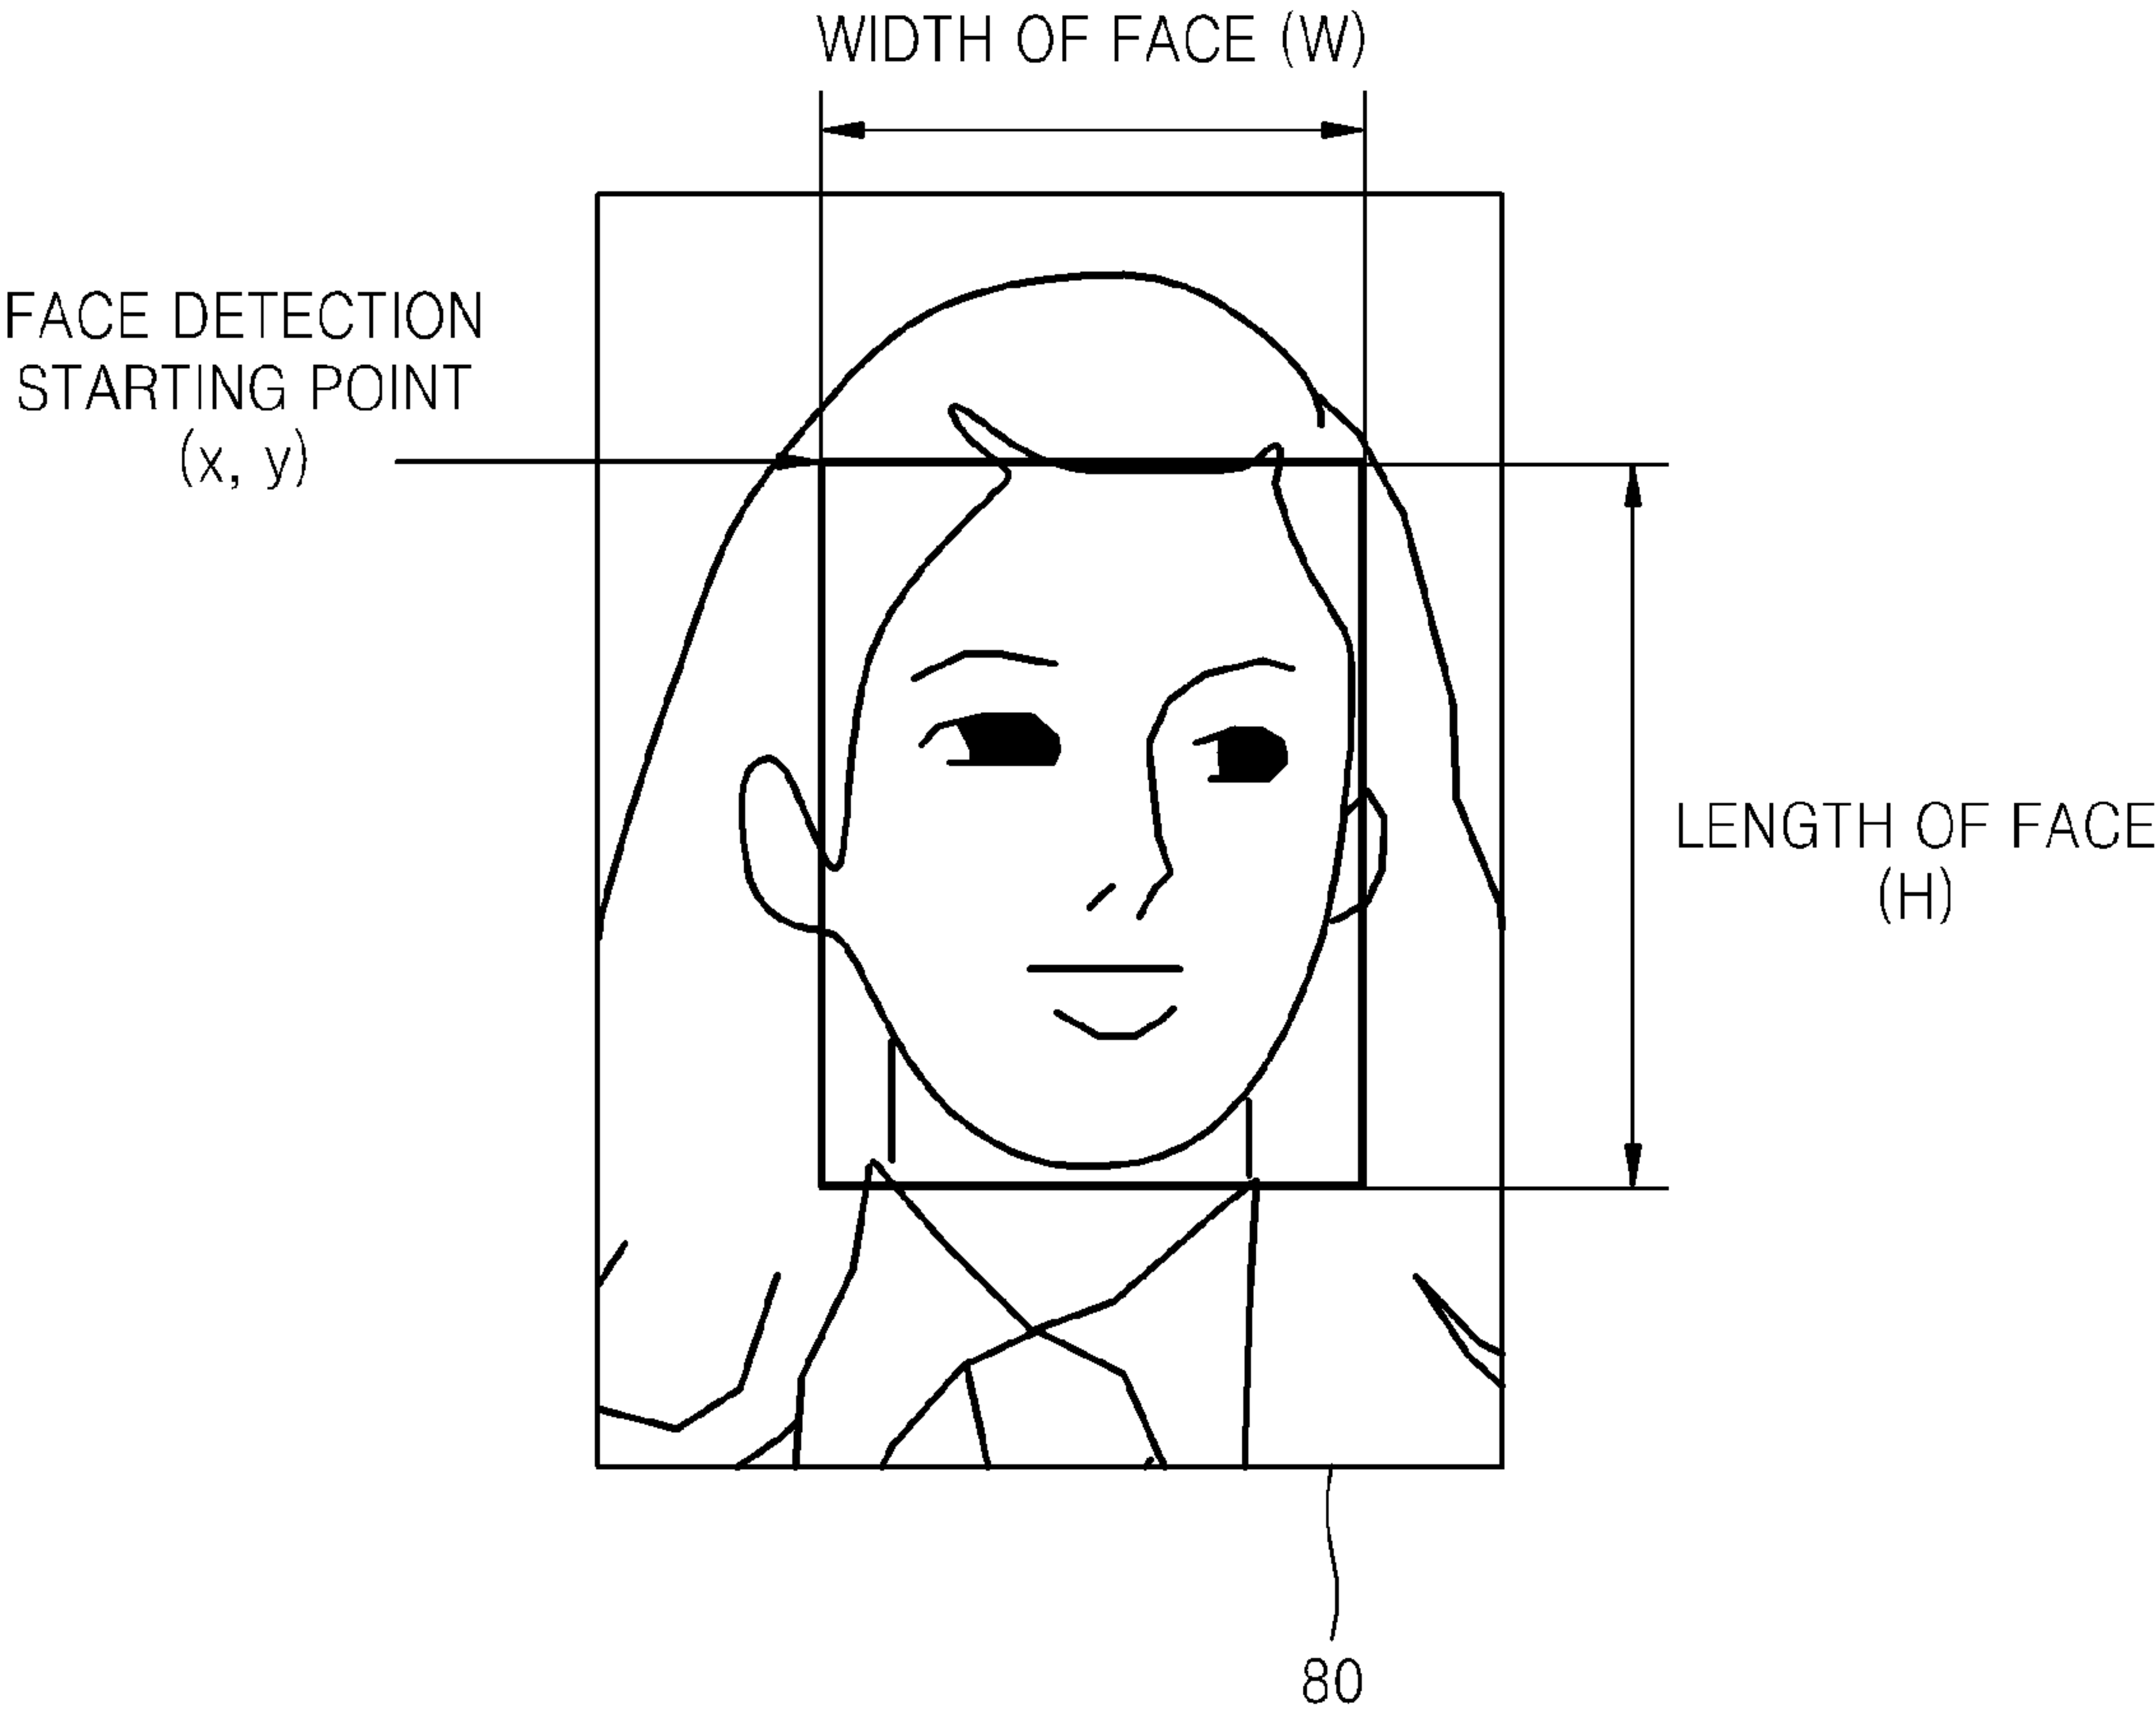 WIDTH OF FACE (W)
FACE DETECTION
STARTING POINT
(x, y)
LENGTH OF FACE
(H)
80